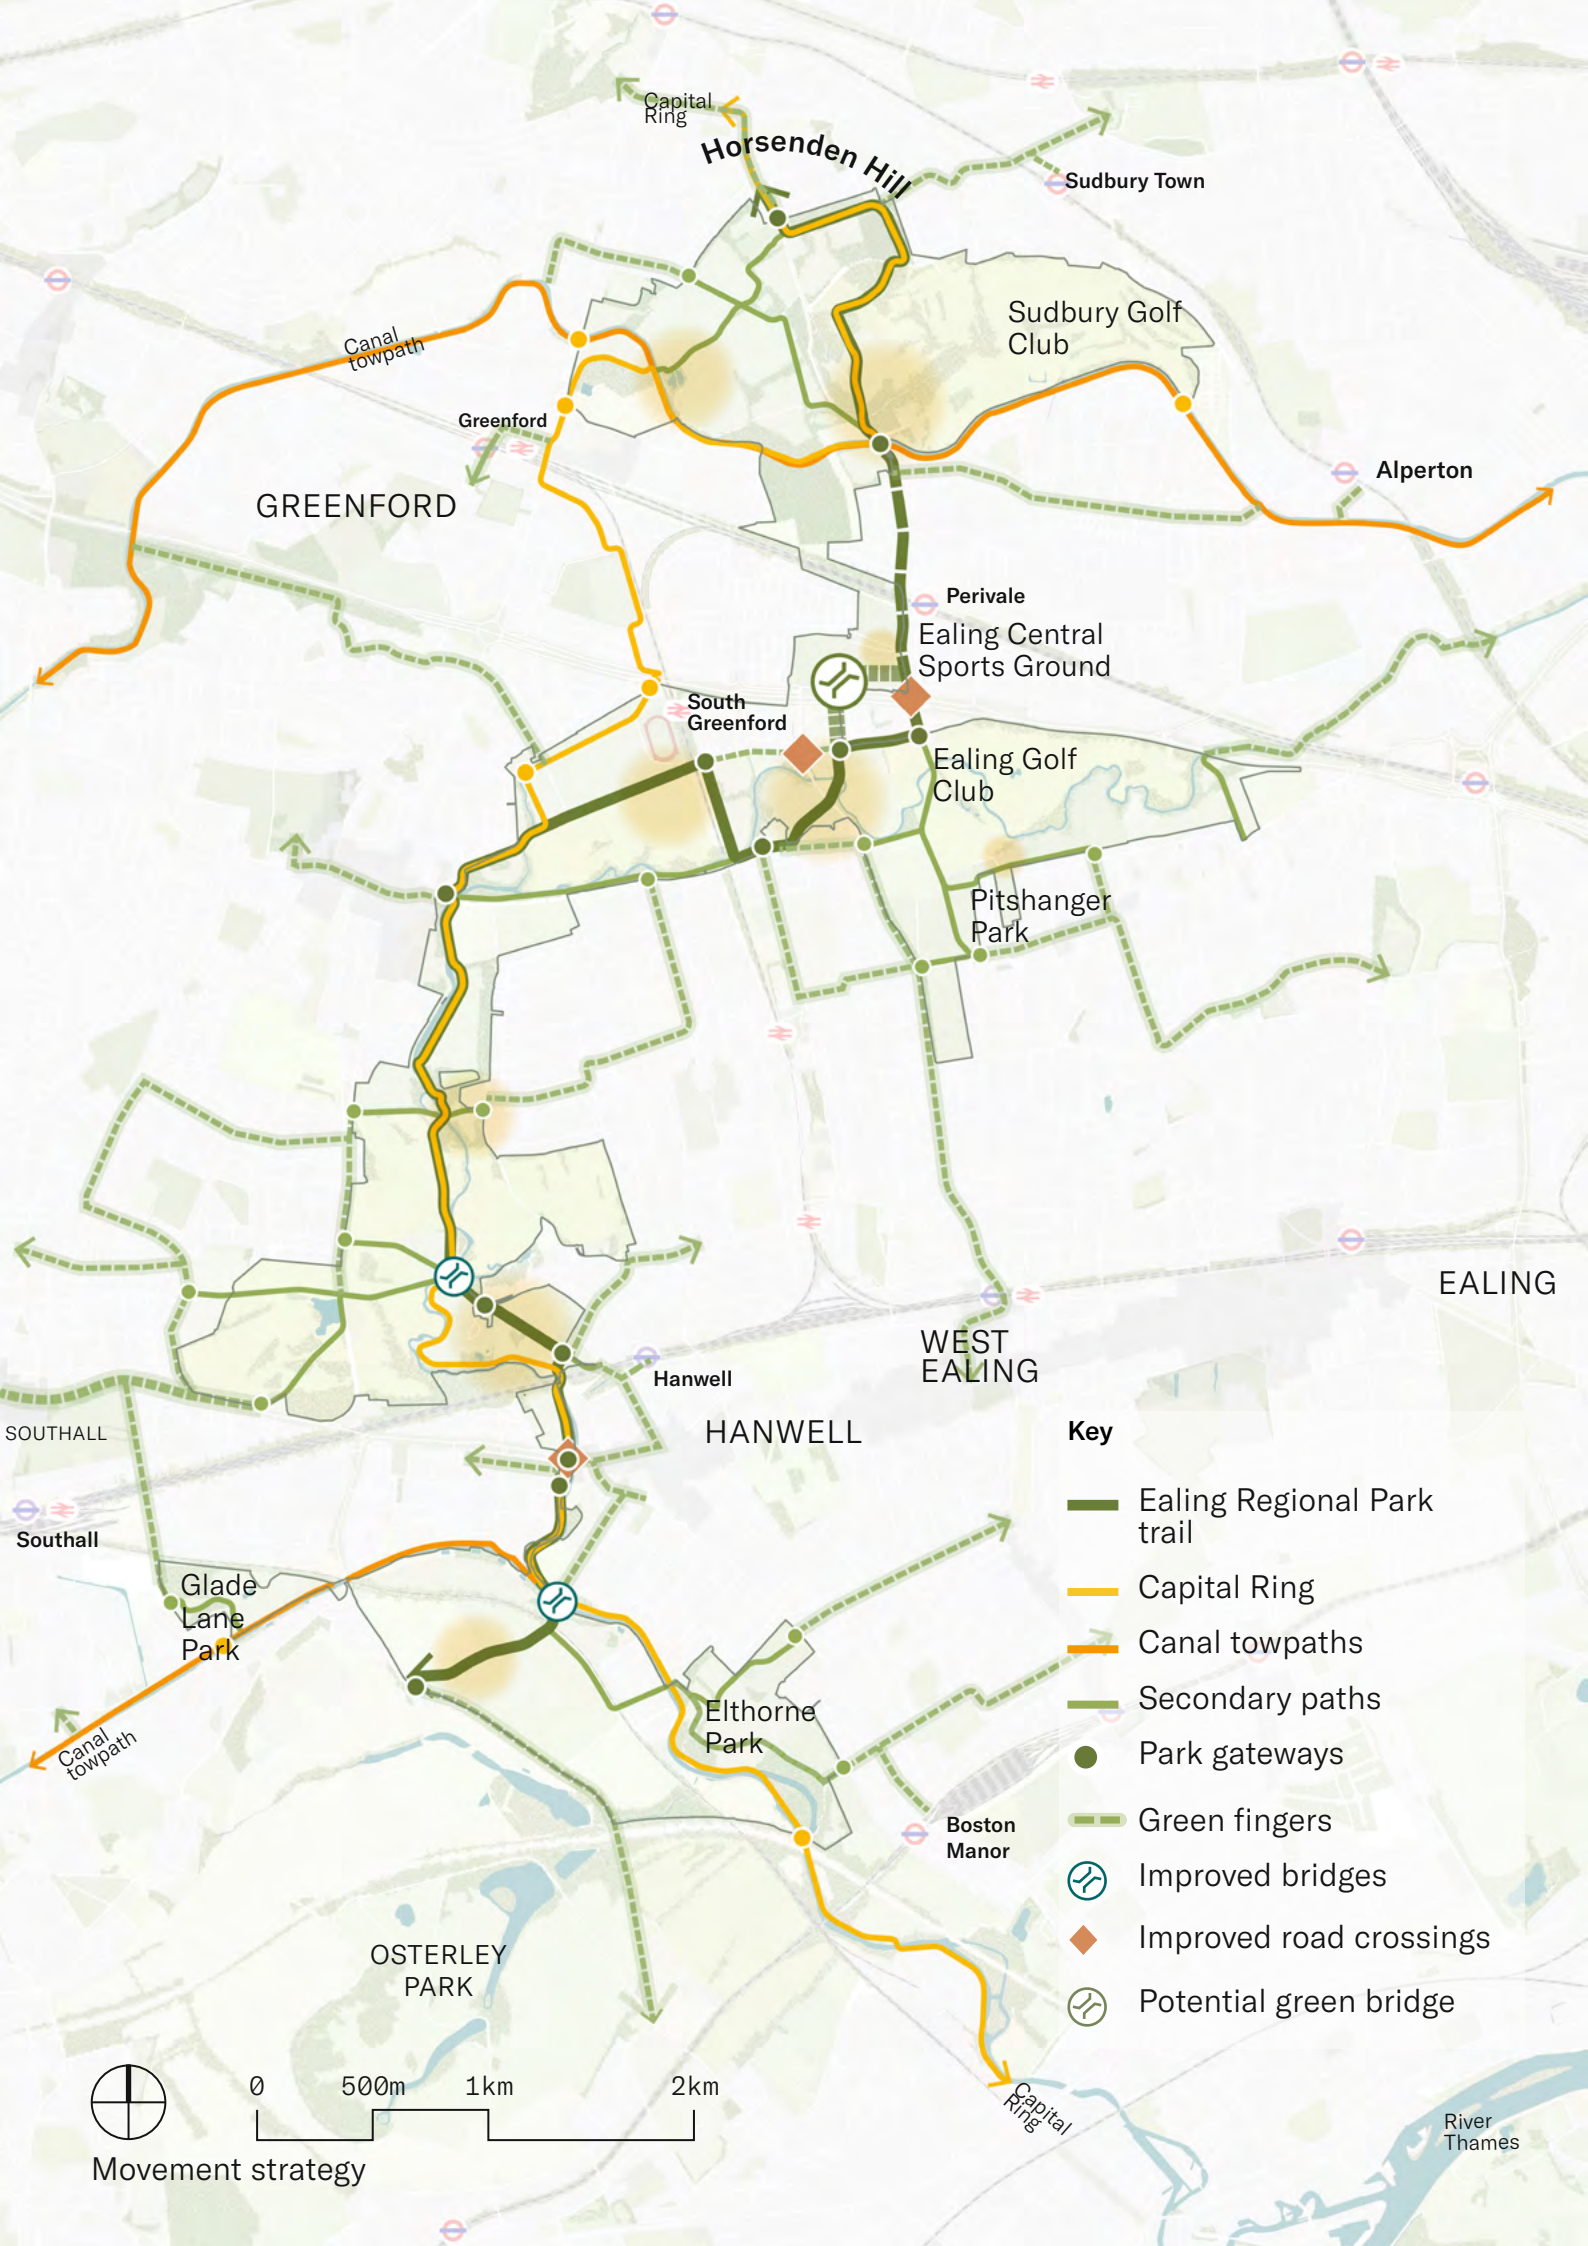 Capital
Ring
Horsenden Hill
Sudbury Town
Sudbury Golf
Club
Canal
towpath
Greenford
Alperton
GREENFORD
Perivale
Ealing Central
Sports Ground
South
Greenford
Ealing Golf
Club
Pitshanger
Park
EALING
WEST
EALING
Hanwell
HANWELL
SOUTHALL
Southall
Glade
Lane
Park
Canal
towpath
Elthorne
Park
Boston
Manor
OSTERLEY
PARK
Key
Ealing Regional Park
trail
Capital Ring
Canal towpaths
Secondary paths
Park gateways
Green fingers
Improved bridges
Improved road crossings
Potential green bridge
Capital
Ring
River
Thames
0 500m 1km 2km
Movement strategy